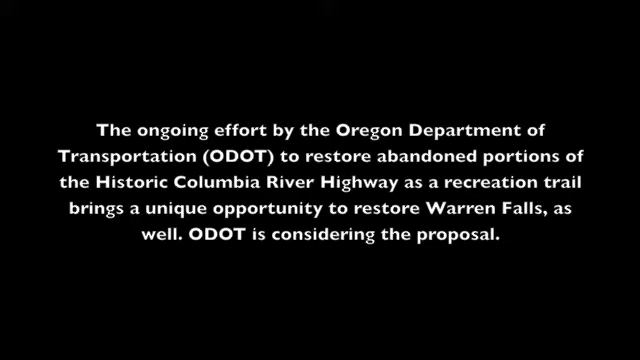 The ongoing effort by the Oregon Department of
Transportation (ODOT) to restore abandoned portions of
the Historic Columbia River Highway as a recreation trail
brings a unique opportunity to restore Warren Falls, as
well. ODOT is considering the proposal.